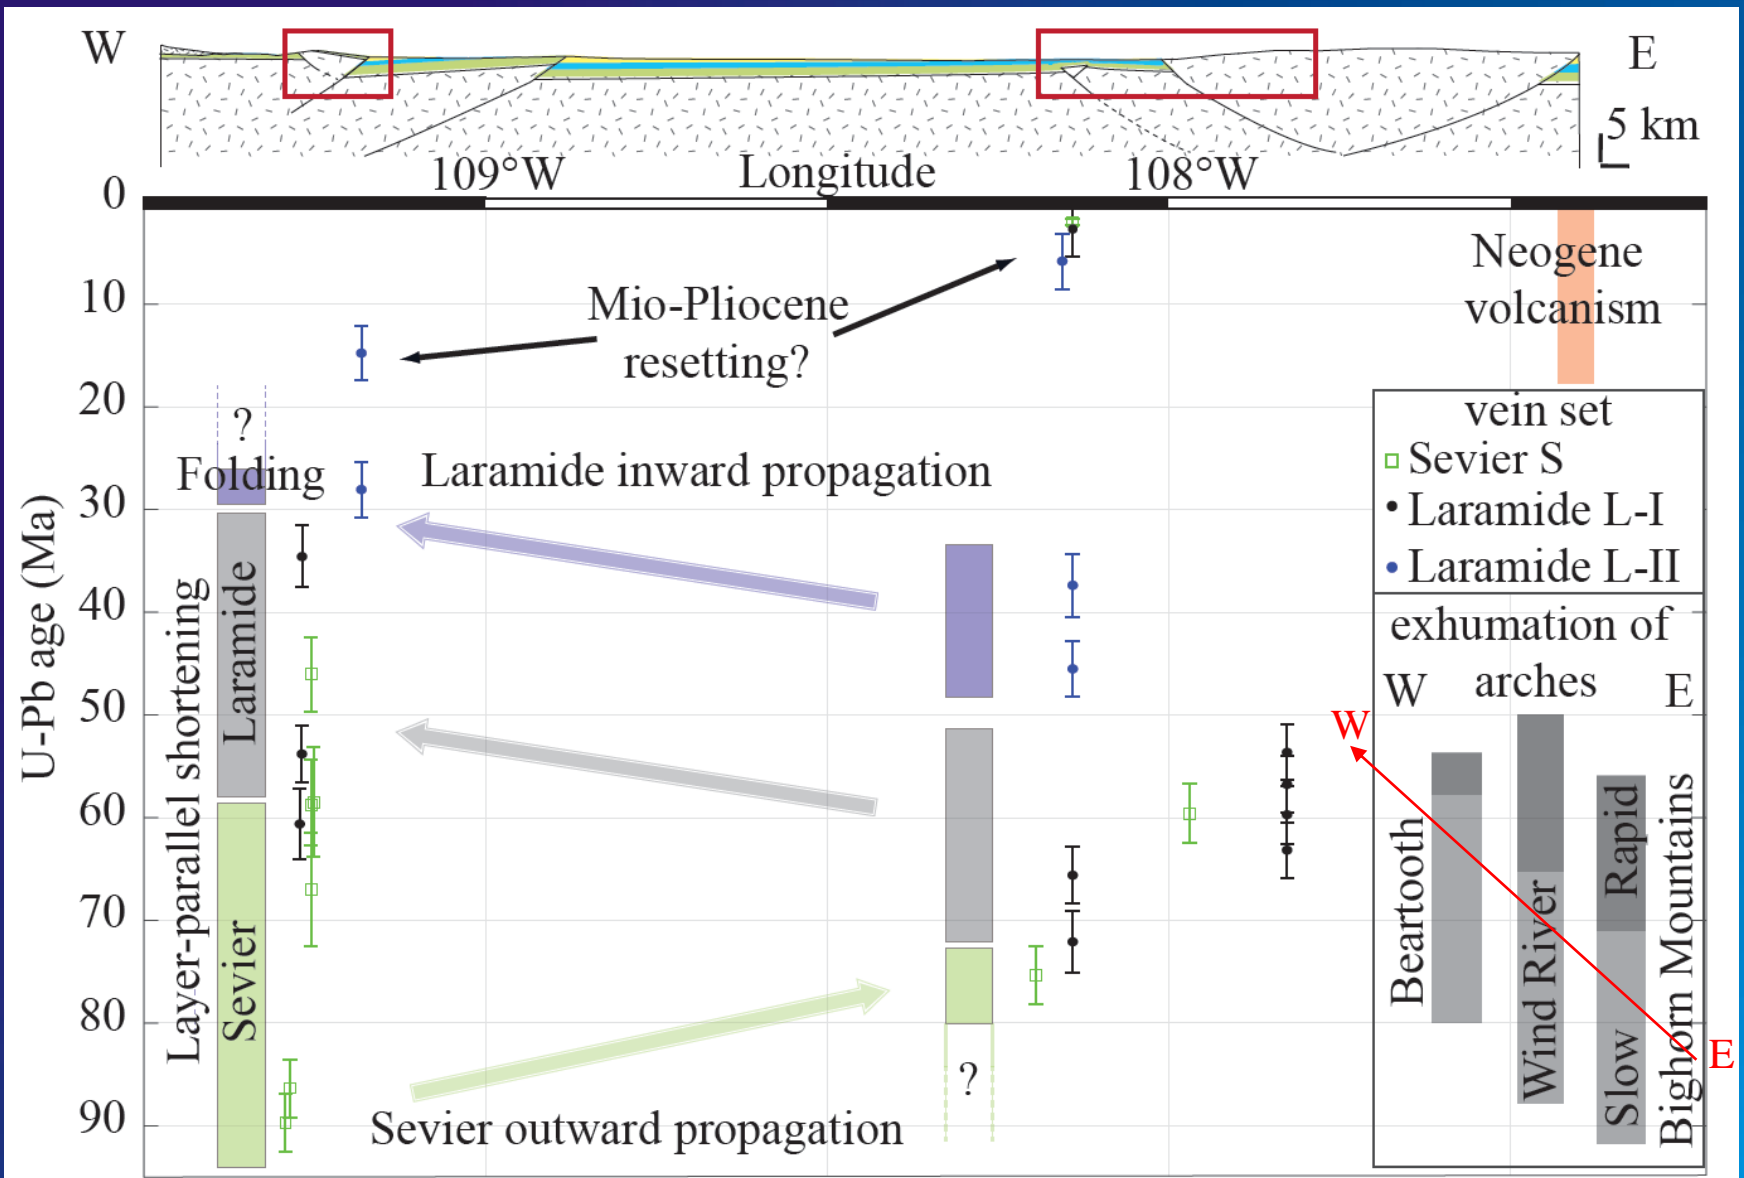 W
E
5 km
109°W
Longitude
108°W
0
10
20
30
40
50
60
70
80
90
U-Pb age (Ma)
Neogene
volcanism
Mio-Pliocene
resetting?
?
Folding
Laramide inward propagation
Layer-parallel shortening
Laramide
Sevier
?
Sevier outward propagation
vein set
Sevier S
Laramide L-I
Laramide L-II
exhumation of
arches
W
E
W
E
Beartooth
Wind River
Rapid
Slow
Bighorn Mountains